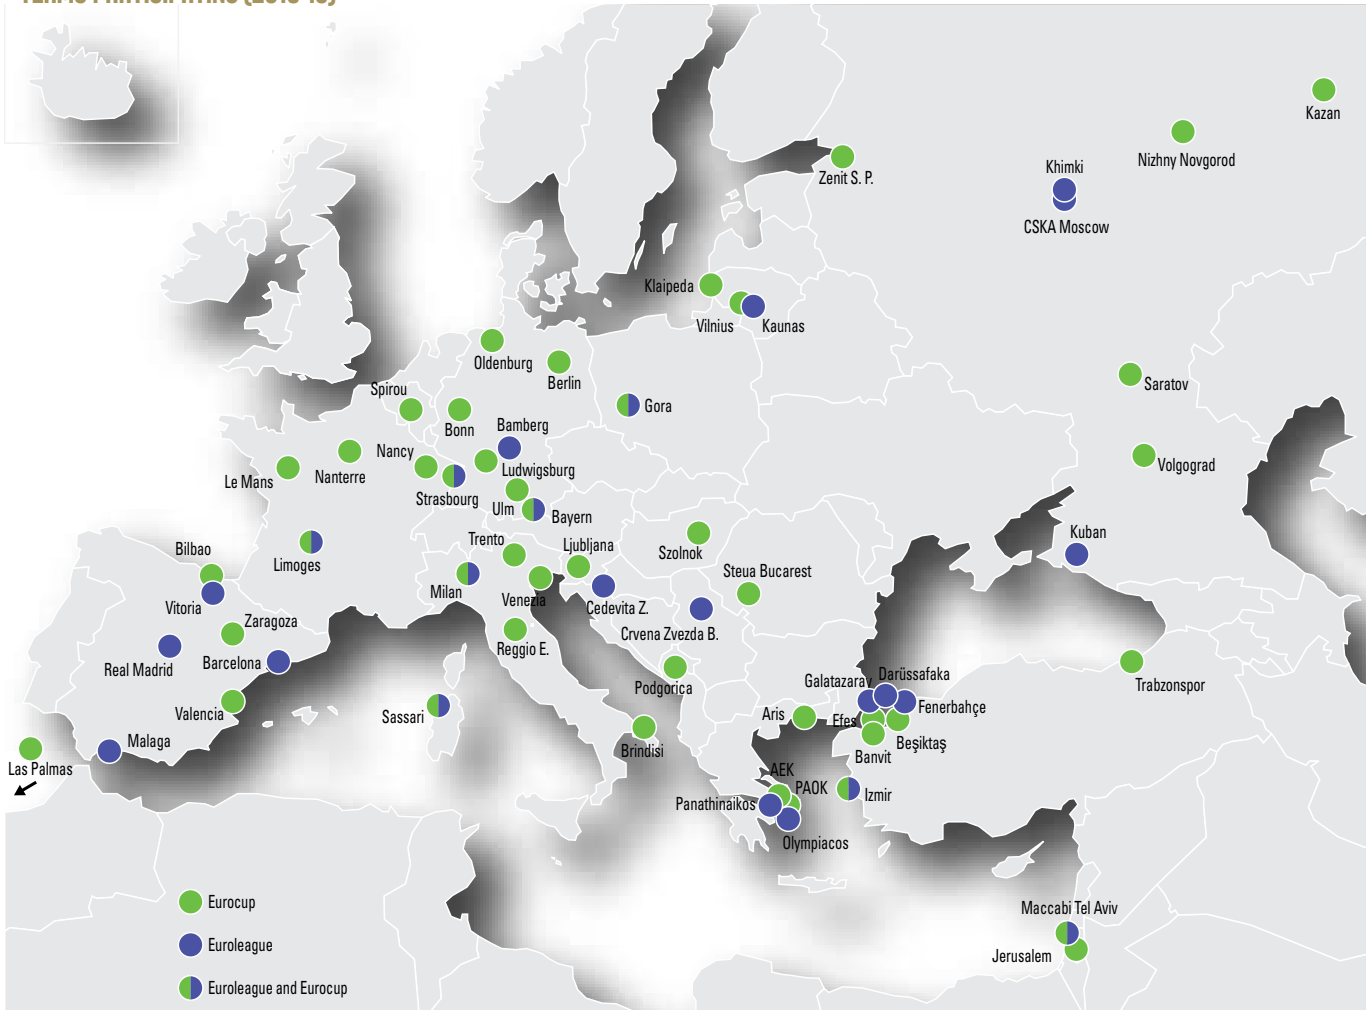 Kazan
Nizhny Novgorod
Khimki
Zenit S. P.
CSKA Moscow
Klaipeda
Vilnius
Kaunas
Oldenburg
Berlin
Saratov
Spirou
Gora
Bonn
Bamberg
Nancy
Volgograd
Le Mans
Nanterre
Ludwigsburg
Strasbourg
Ulm
Bayern
Kuban
Trento
Ljubljana
Szolnok
Bilbao
Limoges
Steua Bucarest
Milan
Venezia
Cedevita Z.
Vitoria
Zaragoza
Crvena Zvezda B.
Reggio E.
Real Madrid
Barcelona
Podgorica
Galatazaray
Darüssafaka
Trabzonspor
Valencia
Sassari
Aris
Efes
Fenerbahçe
Malaga
Brindisi
Beşiktaş
Banvit
Las Palmas
AEK
PAOK
Izmir
Panathinaikos
Olympiacos
Eurocup
Maccabi Tel Aviv
Euroleague
Jerusalem
Euroleague and Eurocup